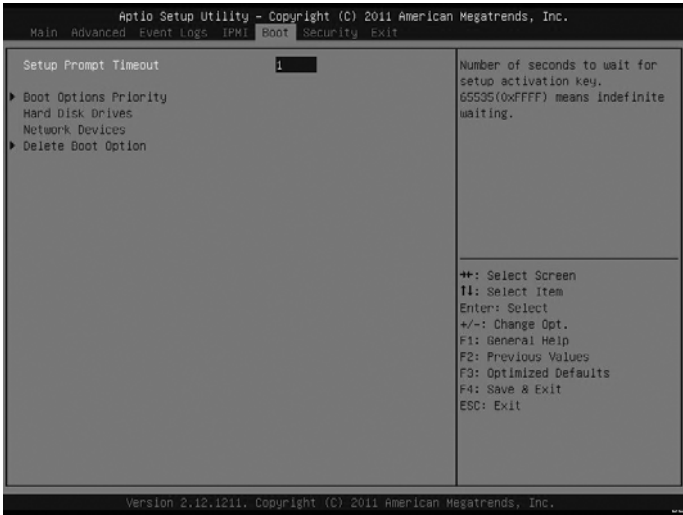 Aptio Setup Utility – Copyright (C) 2011 American Megatrends, Inc.
Main Advanced Event Logs IPMI Boot Security Exit
Setup Prompt Timeout 1
▶ Boot Options Priority
Hard Disk Drives
Network Devices
▶ Delete Boot Option
Number of seconds to wait for
setup activation key.
65535(0xFFFF) means indefinite
waiting.
→←: Select Screen
↑↓: Select Item
Enter: Select
+/-: Change Opt.
F1: General Help
F2: Previous Values
F3: Optimized Defaults
F4: Save & Exit
ESC: Exit
Version 2.12.1211. Copyright (C) 2011 American Megatrends, Inc.